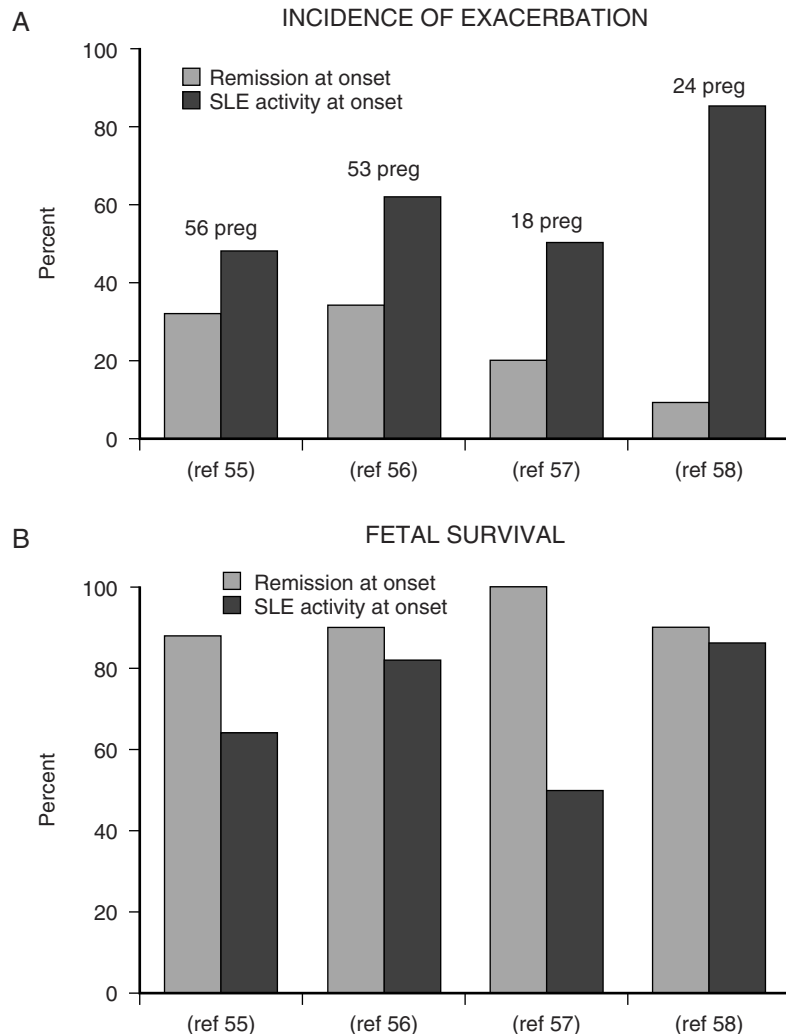 A
INCIDENCE OF EXACERBATION
100
80
60
40
20
0
Percent
Remission at onset
SLE activity at onset
56 preg
53 preg
18 preg
24 preg
(ref 55)
(ref 56)
(ref 57)
(ref 58)
B
FETAL SURVIVAL
100
80
60
40
20
0
Percent
Remission at onset
SLE activity at onset
(ref 55)
(ref 56)
(ref 57)
(ref 58)